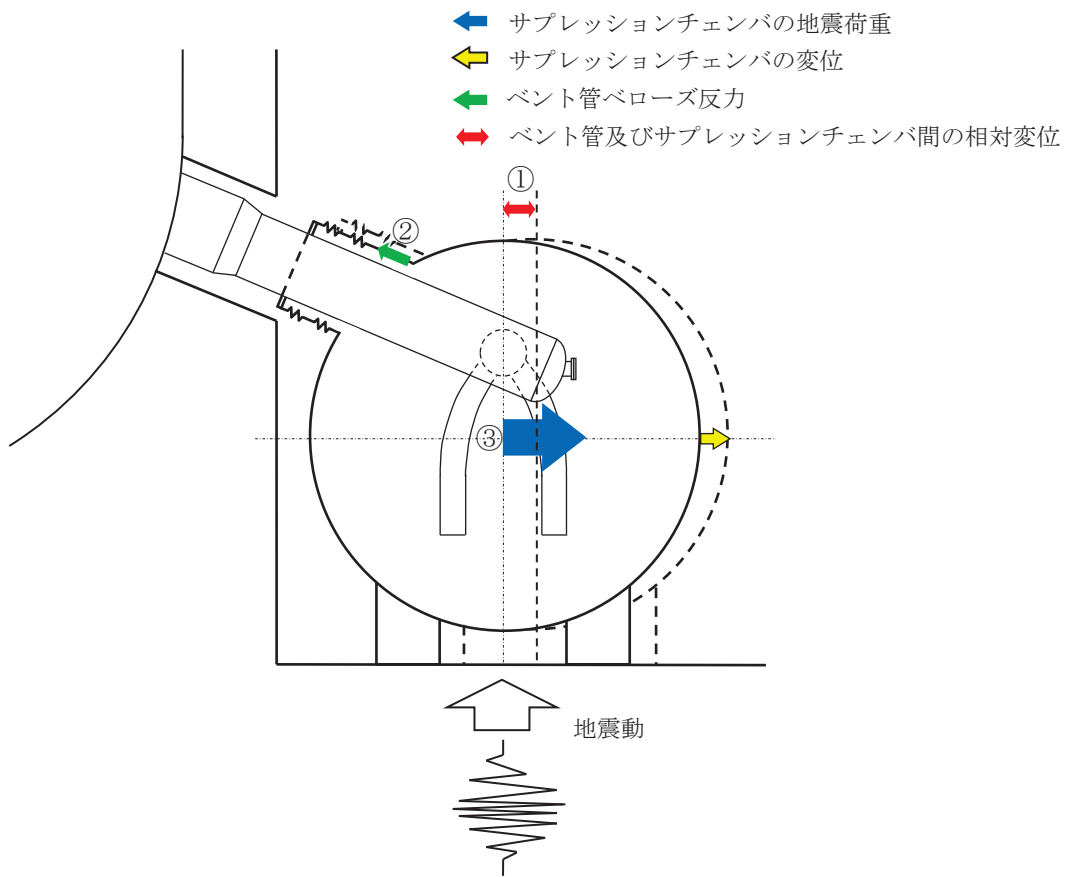 サプレッションチェンバの地震荷重
サプレッションチェンバの変位
ベント管ベローズ反力
ベント管及びサプレッションチェンバ間の相対変位
①
②
③
地震動